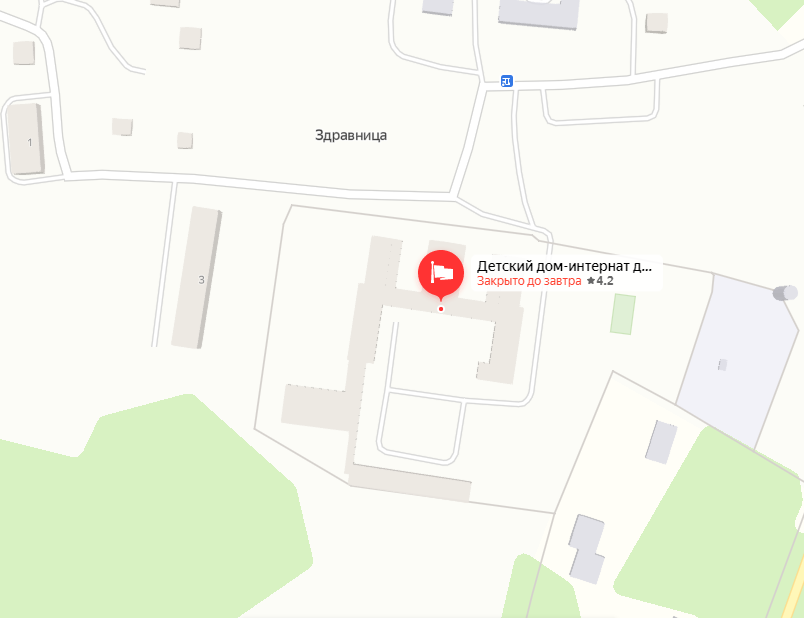 1
Здравница
3
Детский дом-интернат д...
Закрыто до завтра ★4.2